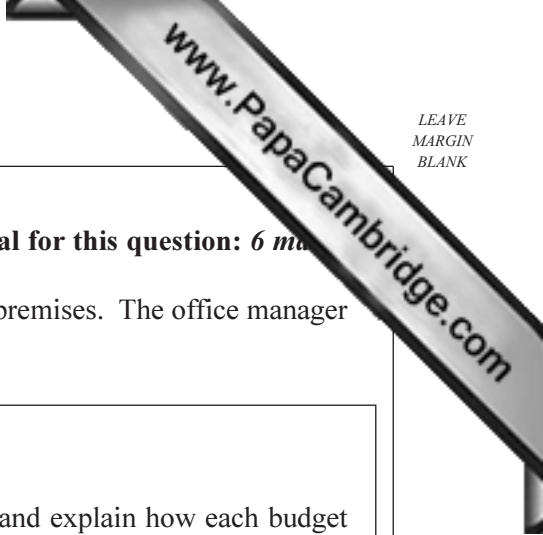 www.PapaCambridge.com
LEAVE
MARGIN
BLANK
al for this question: 6
premises. The office manager
and explain how each budget